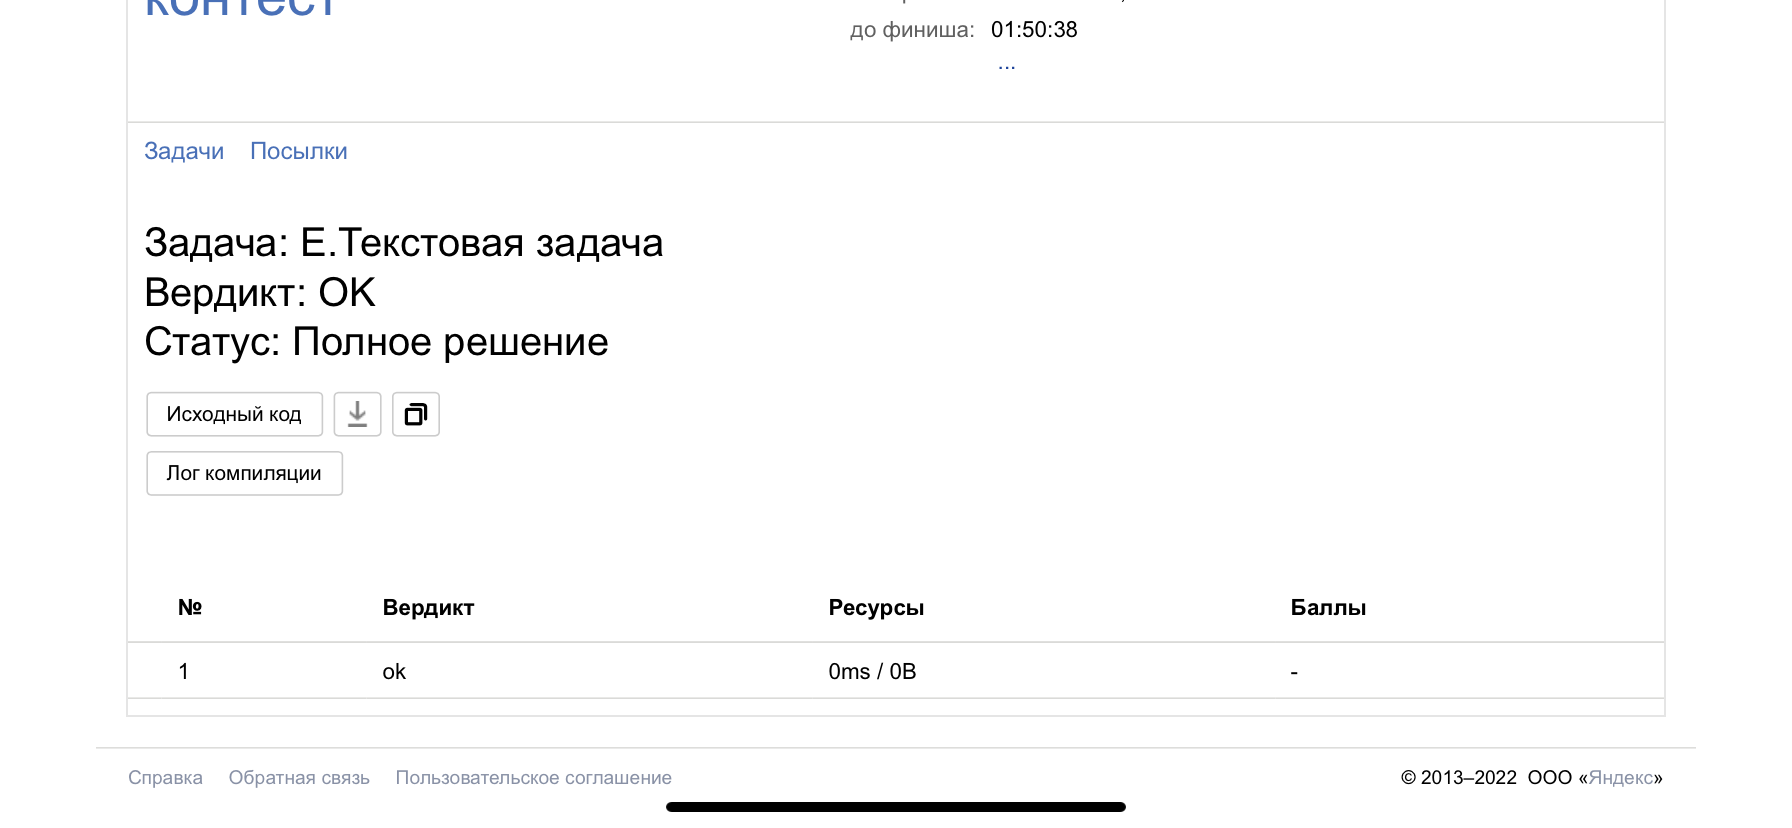 контест
до финиша: 01:50:38
...
Задачи Посылки
Задача: E.Текстовая задача
Вердикт: OK
Статус: Полное решение
Исходный код
Лог компиляции
№ Вердикт Ресурсы Баллы
1 ok 0ms / 0B -
Справка Обратная связь Пользовательское соглашение © 2013–2022 ООО «Яндекс»